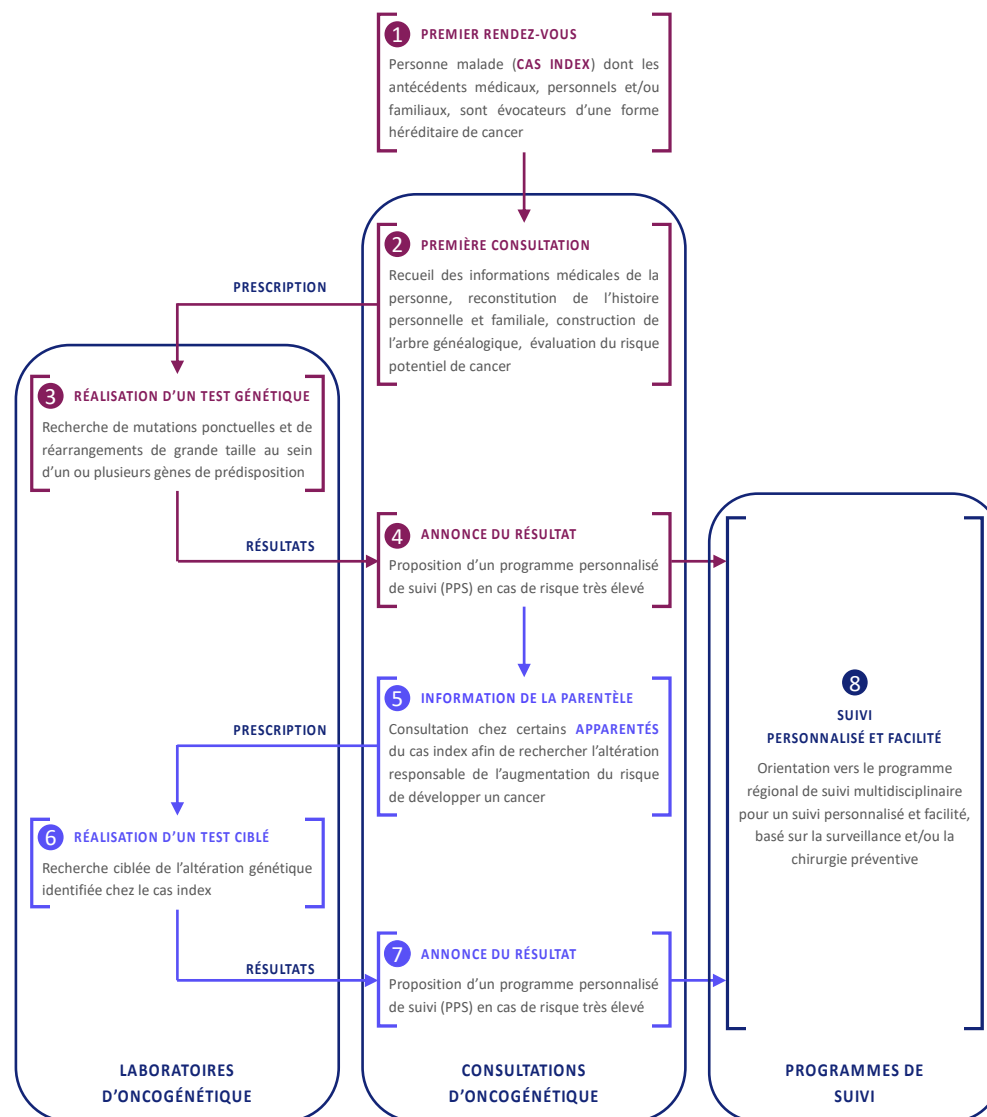 1 PREMIER RENDEZ-VOUS
Personne malade (CAS INDEX) dont les
antécédents médicaux, personnels et/ou
familiaux, sont évocateurs d'une forme
héréditaire de cancer
2 PREMIÈRE CONSULTATION
Recueil des informations médicales de la
personne, reconstitution de l'histoire
personnelle et familiale, construction de
l'arbre généalogique, évaluation du risque
potentiel de cancer
PRESCRIPTION
3 RÉALISATION D'UN TEST GÉNÉTIQUE
Recherche de mutations ponctuelles et de
réarrangements de grande taille au sein
d'un ou plusieurs gènes de prédisposition
RÉSULTATS
4 ANNONCE DU RÉSULTAT
Proposition d'un programme personnalisé
de suivi (PPS) en cas de risque très élevé
5 INFORMATION DE LA PARENTÈLE
Consultation chez certains APPARENTÉS
du cas index afin de rechercher l'altération
responsable de l'augmentation du risque
de développer un cancer
PRESCRIPTION
6 RÉALISATION D'UN TEST CIBLÉ
Recherche ciblée de l'altération génétique
identifiée chez le cas index
RÉSULTATS
7 ANNONCE DU RÉSULTAT
Proposition d'un programme personnalisé
de suivi (PPS) en cas de risque très élevé
8
SUIVI
PERSONNALISÉ ET FACILITÉ
Orientation vers le programme
régional de suivi multidisciplinaire
pour un suivi personnalisé et facilité,
basé sur la surveillance et/ou la
chirurgie préventive
LABORATOIRES
D'ONCOGÉNÉTIQUE
CONSULTATIONS
D'ONCOGÉNÉTIQUE
PROGRAMMES DE
SUIVI